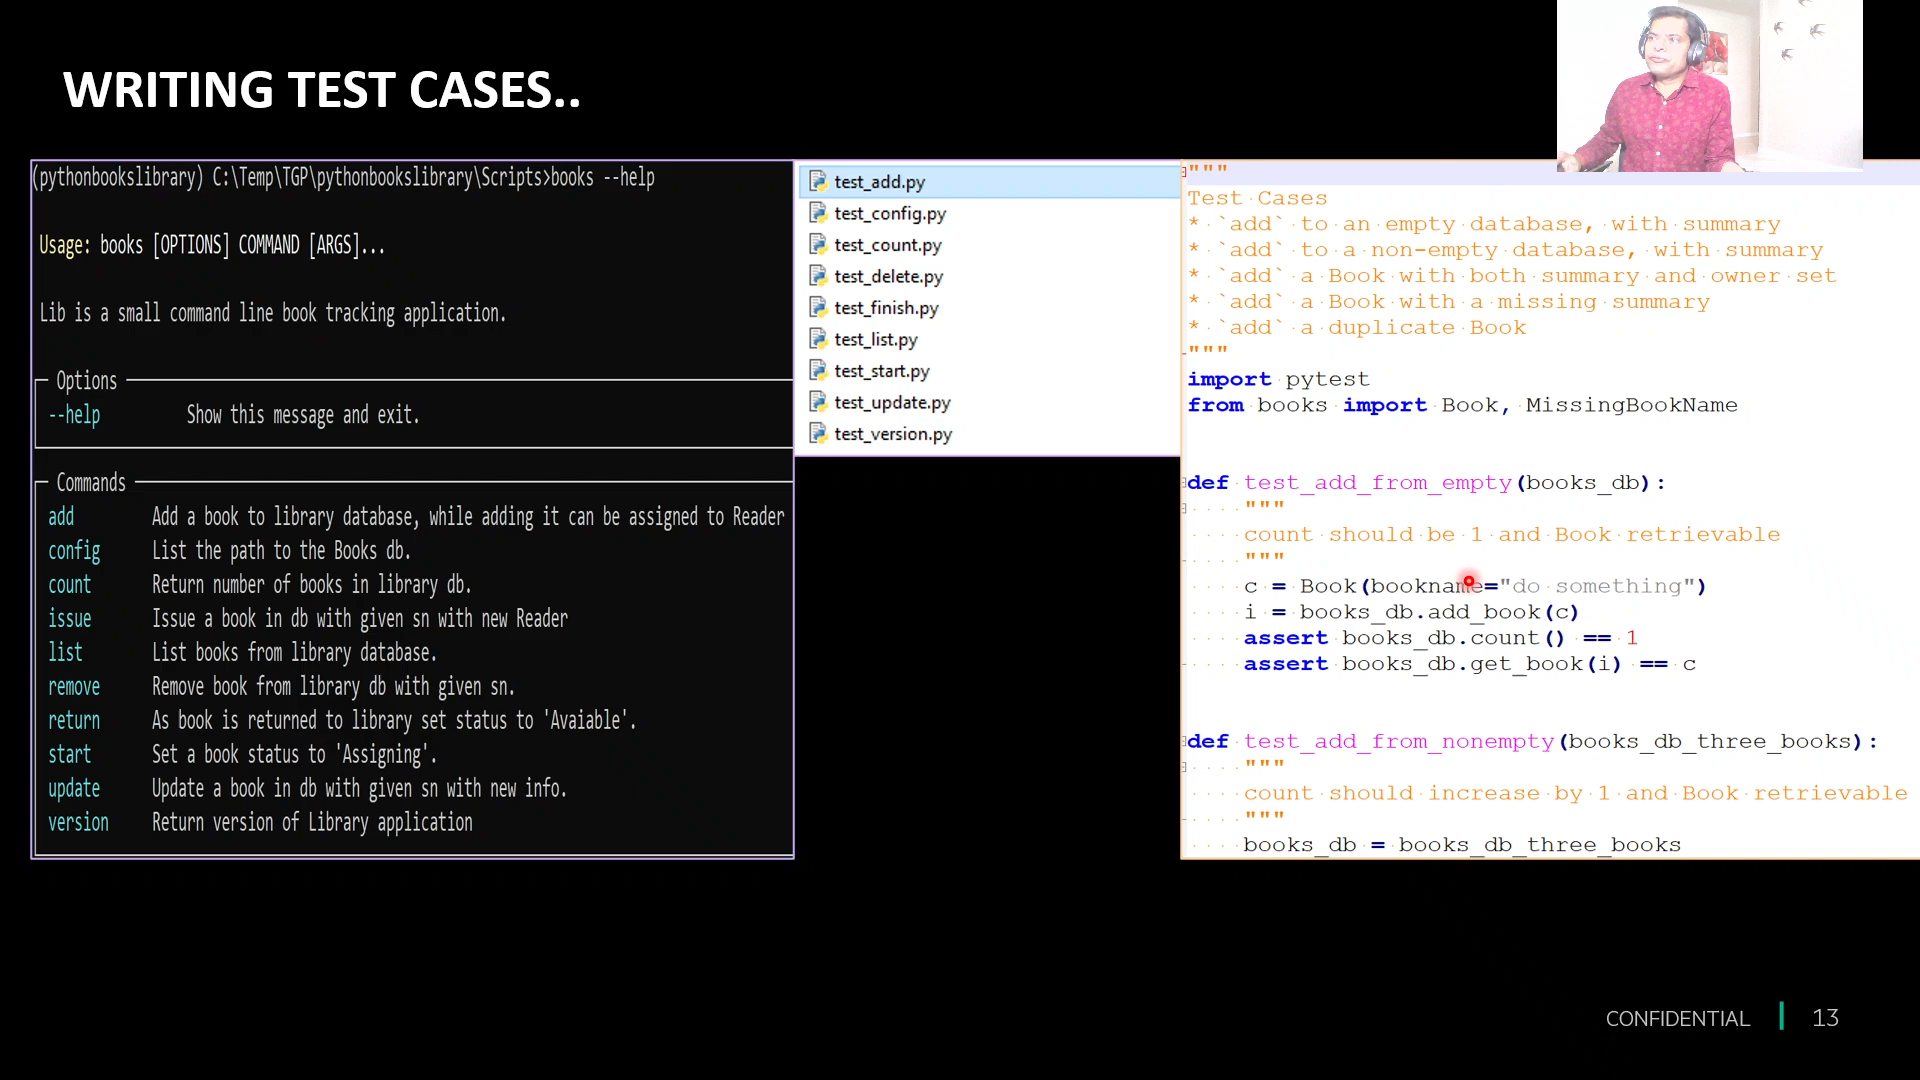 WRITING TEST CASES..
(pythonbookslibrary) C:\Temp\TGP\pythonbookslibrary\Scripts>books --help
Usage: books [OPTIONS] COMMAND [ARGS]...
Lib is a small command line book tracking application.
Options
--help Show this message and exit.
Commands
add Add a book to library database, while adding it can be assigned to Reader
config List the path to the Books db.
count Return number of books in library db.
issue Issue a book in db with given sn with new Reader
list List books from library database.
remove Remove book from library db with given sn.
return As book is returned to library set status to 'Avaiable'.
start Set a book status to 'Assigning'.
update Update a book in db with given sn with new info.
version Return version of Library application
test_add.py
test_config.py
test_count.py
test_delete.py
test_finish.py
test_list.py
test_start.py
test_update.py
test_version.py
"""
Test Cases
* `add` to an empty database, with summary
* `add` to a non-empty database, with summary
* `add` a Book with both summary and owner set
* `add` a Book with a missing summary
* `add` a duplicate Book
"""
import pytest
from books import Book, MissingBookName
def test_add_from_empty(books_db):
"""
count should be 1 and Book retrievable
"""
c = Book(bookname="do something")
i = books_db.add_book(c)
assert books_db.count() == 1
assert books_db.get_book(i) == c
def test_add_from_nonempty(books_db_three_books):
"""
count should increase by 1 and Book retrievable
"""
books_db = books_db_three_books
CONFIDENTIAL 13